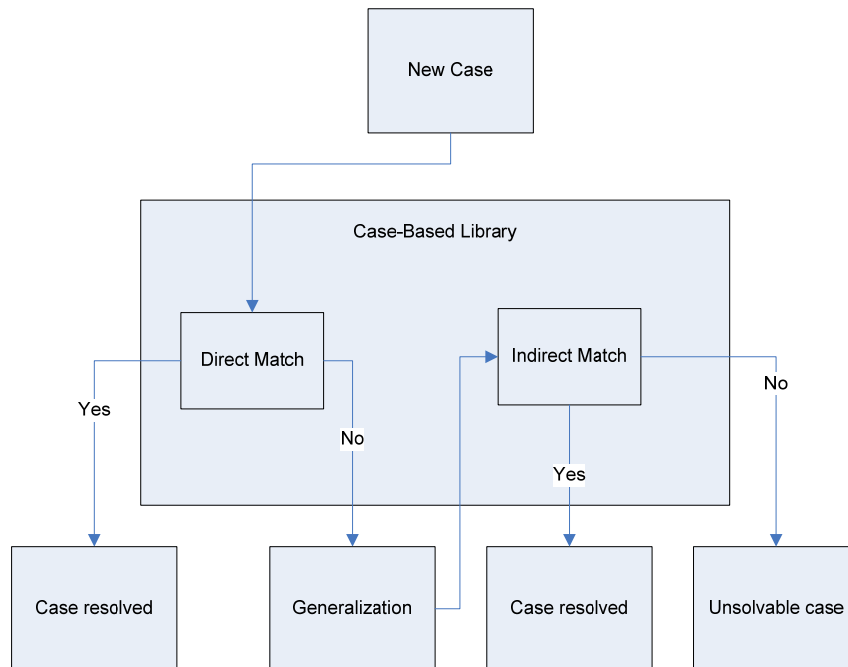 New Case
Case-Based Library
Direct Match
Indirect Match
Yes
No
No
Yes
Case resolved
Generalization
Case resolved
Unsolvable case